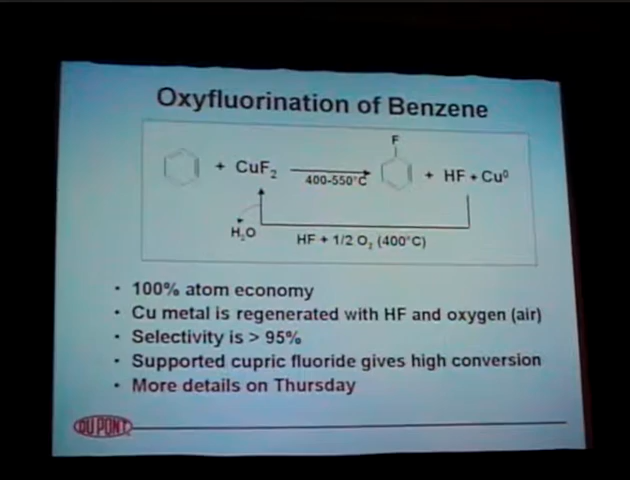 Oxyfluorination of Benzene
F
+ CuF₂ 400-550°C + HF + Cu⁰
H₂O HF + 1/2 O₂ (400°C)
· 100% atom economy
· Cu metal is regenerated with HF and oxygen (air)
· Selectivity is > 95%
· Supported cupric fluoride gives high conversion
· More details on Thursday
DUPONT